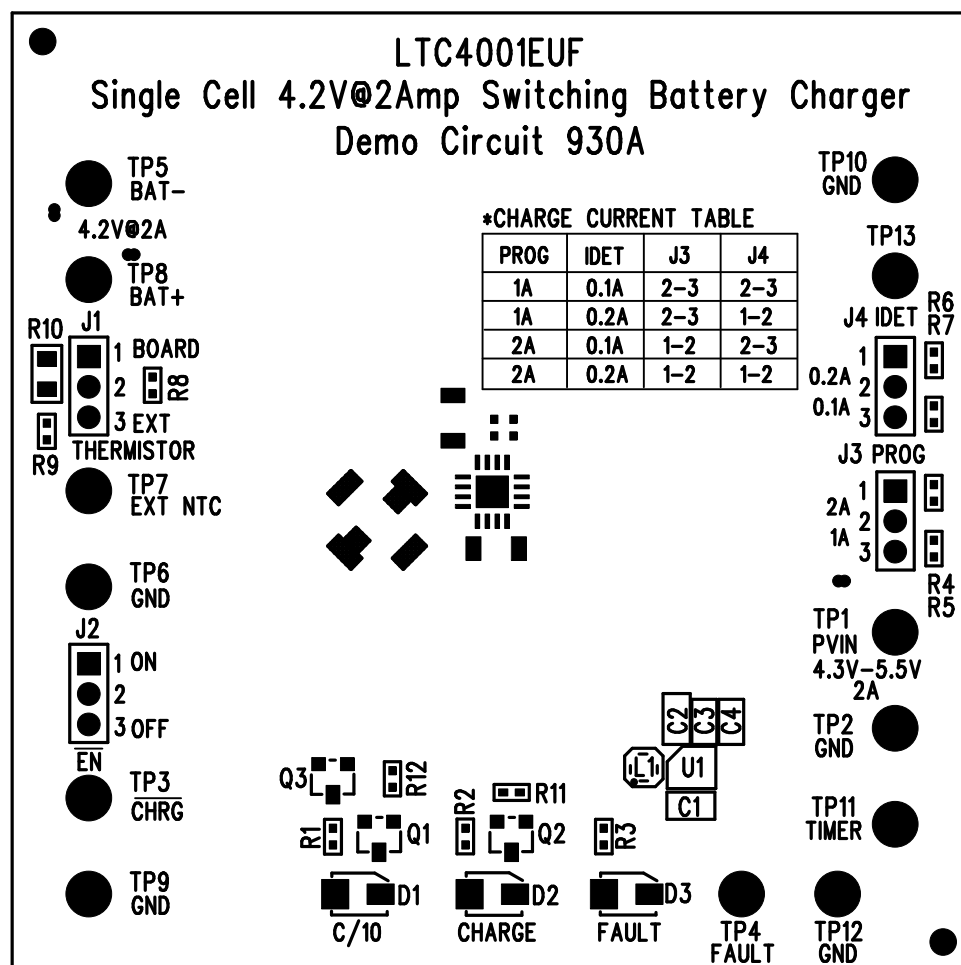 LTC4001EUF
Single Cell 4.2V@2Amp Switching Battery Charger
Demo Circuit 930A
TP5
BAT-
4.2V@2A
TP8
BAT+
TP10
GND
TP13
*CHARGE CURRENT TABLE
PROG IDET J3 J4
1A 0.1A 2-3 2-3
1A 0.2A 2-3 1-2
2A 0.1A 1-2 2-3
2A 0.2A 1-2 1-2
R10
J1
1 BOARD
2
3 EXT
R8
R9
THERMISTOR
TP7
EXT NTC
R6
R7
J4 IDET
1
0.2A 2
0.1A 3
J3 PROG
1
2A 2
1A 3
R4
R5
TP6
GND
J2
1 ON
2
3 OFF
EN
TP1
PVIN
4.3V-5.5V
2A
TP2
GND
C2 C3 C4
L1 U1
C1
TP3
CHRG
Q3 R12
R11
R1 Q1 R2 Q2 R3
TP11
TIMER
TP9
GND
D1 D2 D3
C/10 CHARGE FAULT
TP4
FAULT
TP12
GND